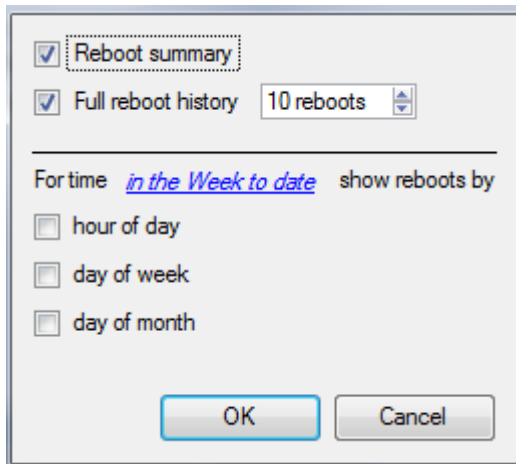 Reboot summary
Full reboot history 10 reboots
For time in the Week to date show reboots by
hour of day
day of week
day of month
OK Cancel